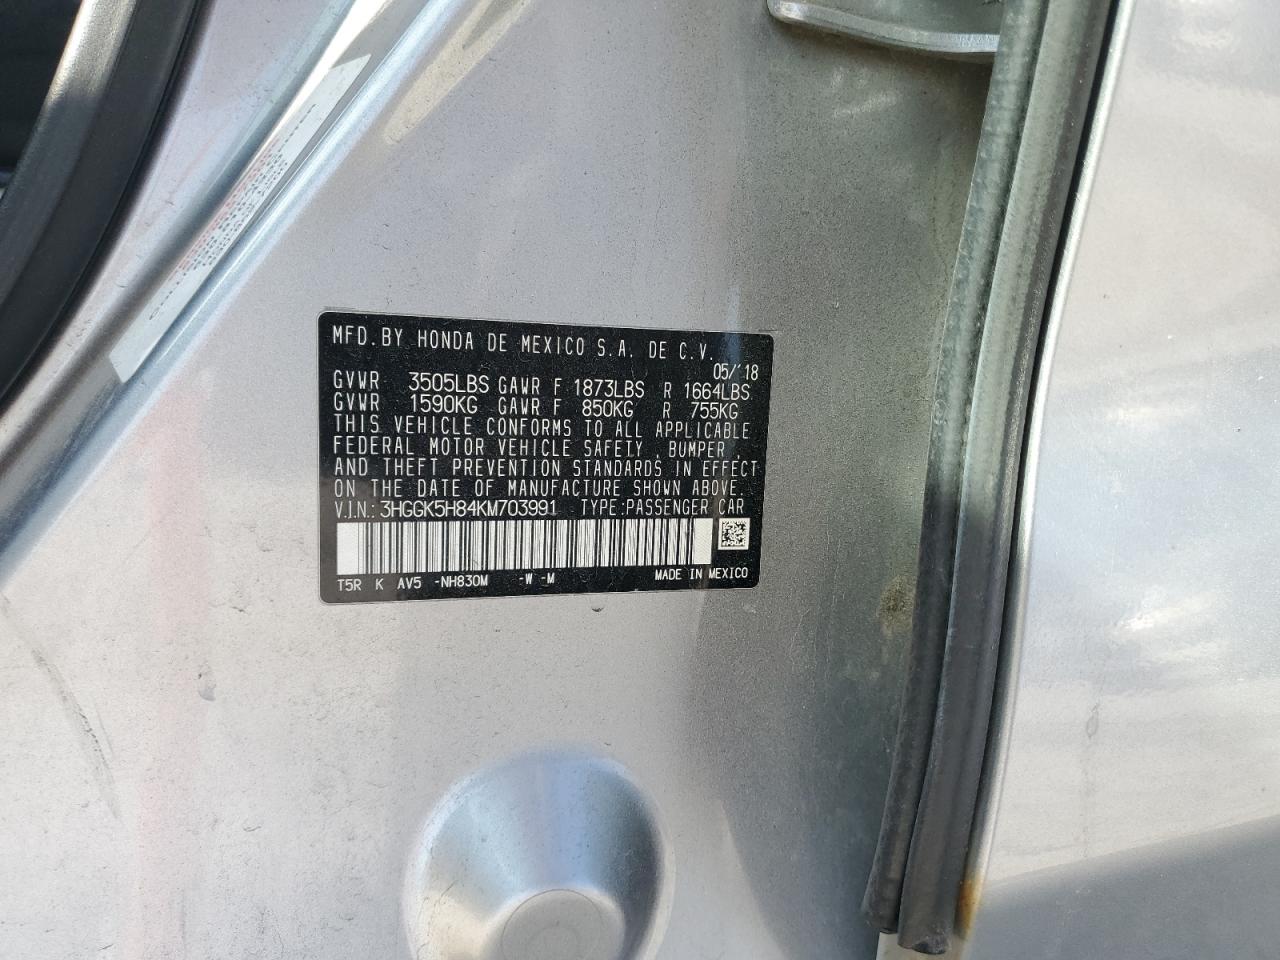 MFD.BY HONDA DE MEXICO S.A. DE C.V.
05/'18
GVWR 3505LBS GAWR F 1873LBS R 1664LBS
GVWR 1590KG GAWR F 850KG R 755KG
THIS VEHICLE CONFORMS TO ALL APPLICABLE
FEDERAL MOTOR VEHICLE SAFETY, BUMPER,
AND THEFT PREVENTION STANDARDS IN EFFECT
ON THE DATE OF MANUFACTURE SHOWN ABOVE.
V.I.N.: 3HGGK5H84KM703991 TYPE:PASSENGER CAR
T5R K AV5 -NH830M -W -M MADE IN MEXICO